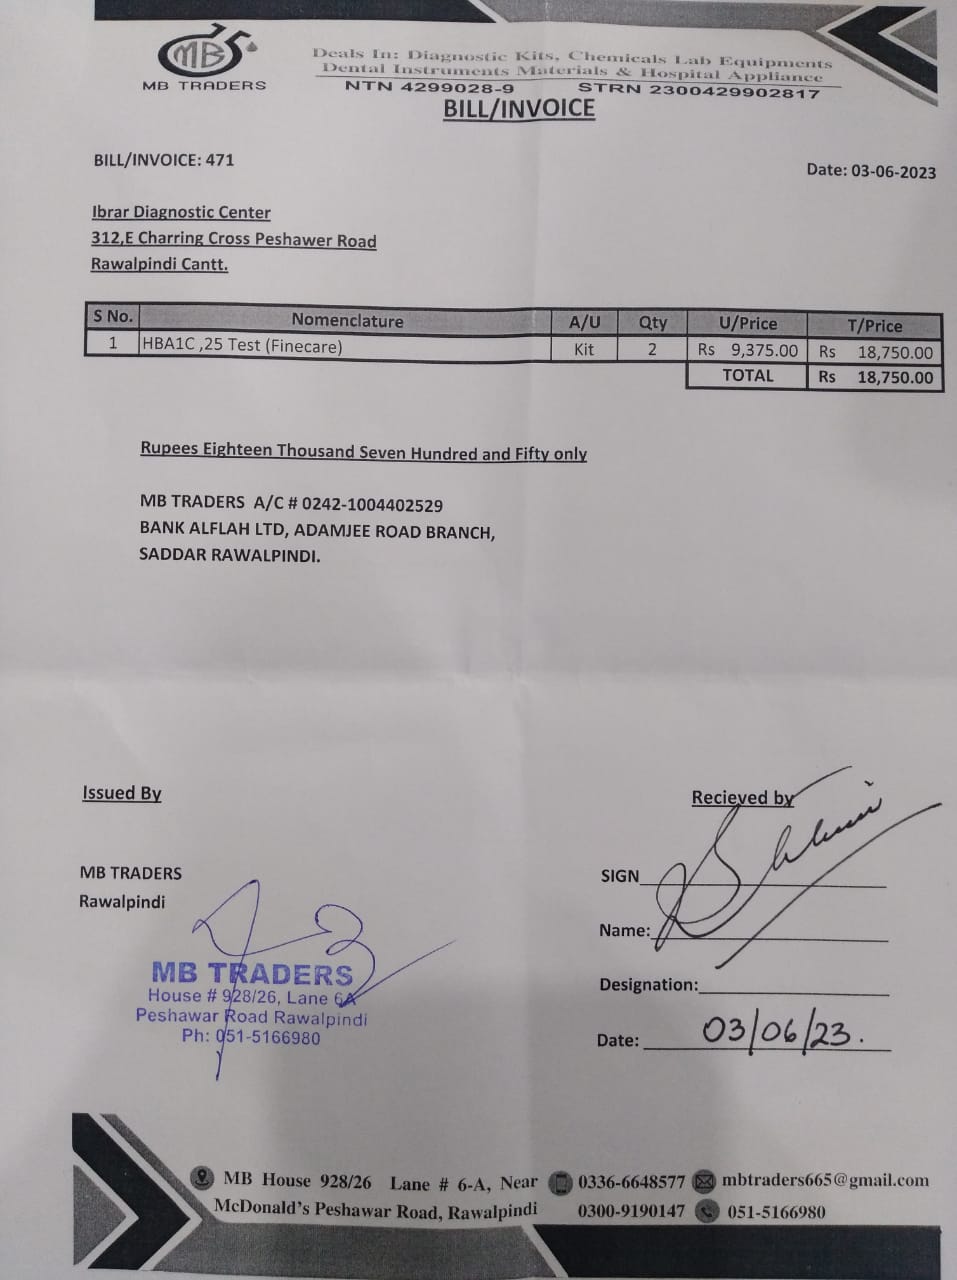 MB
MB TRADERS
Deals In: Diagnostic Kits, Chemicals Lab Equipments
Dental Instruments Materials & Hospital Appliance
NTN 4299028-9 STRN 2300429902817
BILL/INVOICE
BILL/INVOICE: 471
Date: 03-06-2023
Ibrar Diagnostic Center
312,E Charring Cross Peshawer Road
Rawalpindi Cantt.
S No. Nomenclature A/U Qty U/Price T/Price
1 HBA1C ,25 Test (Finecare) Kit 2 Rs 9,375.00 Rs 18,750.00
TOTAL Rs 18,750.00
Rupees Eighteen Thousand Seven Hundred and Fifty only
MB TRADERS A/C # 0242-1004402529
BANK ALFLAH LTD, ADAMJEE ROAD BRANCH,
SADDAR RAWALPINDI.
Issued By
Recieved by
MB TRADERS
Rawalpindi
SIGN
Name:
Designation:
Date: 03/06/23.
MB TRADERS
House # 928/26, Lane 6A
Peshawar Road Rawalpindi
Ph: 051-5166980
MB House 928/26 Lane # 6-A, Near
McDonald's Peshawar Road, Rawalpindi
0336-6648577
0300-9190147
mbtraders665@gmail.com
051-5166980